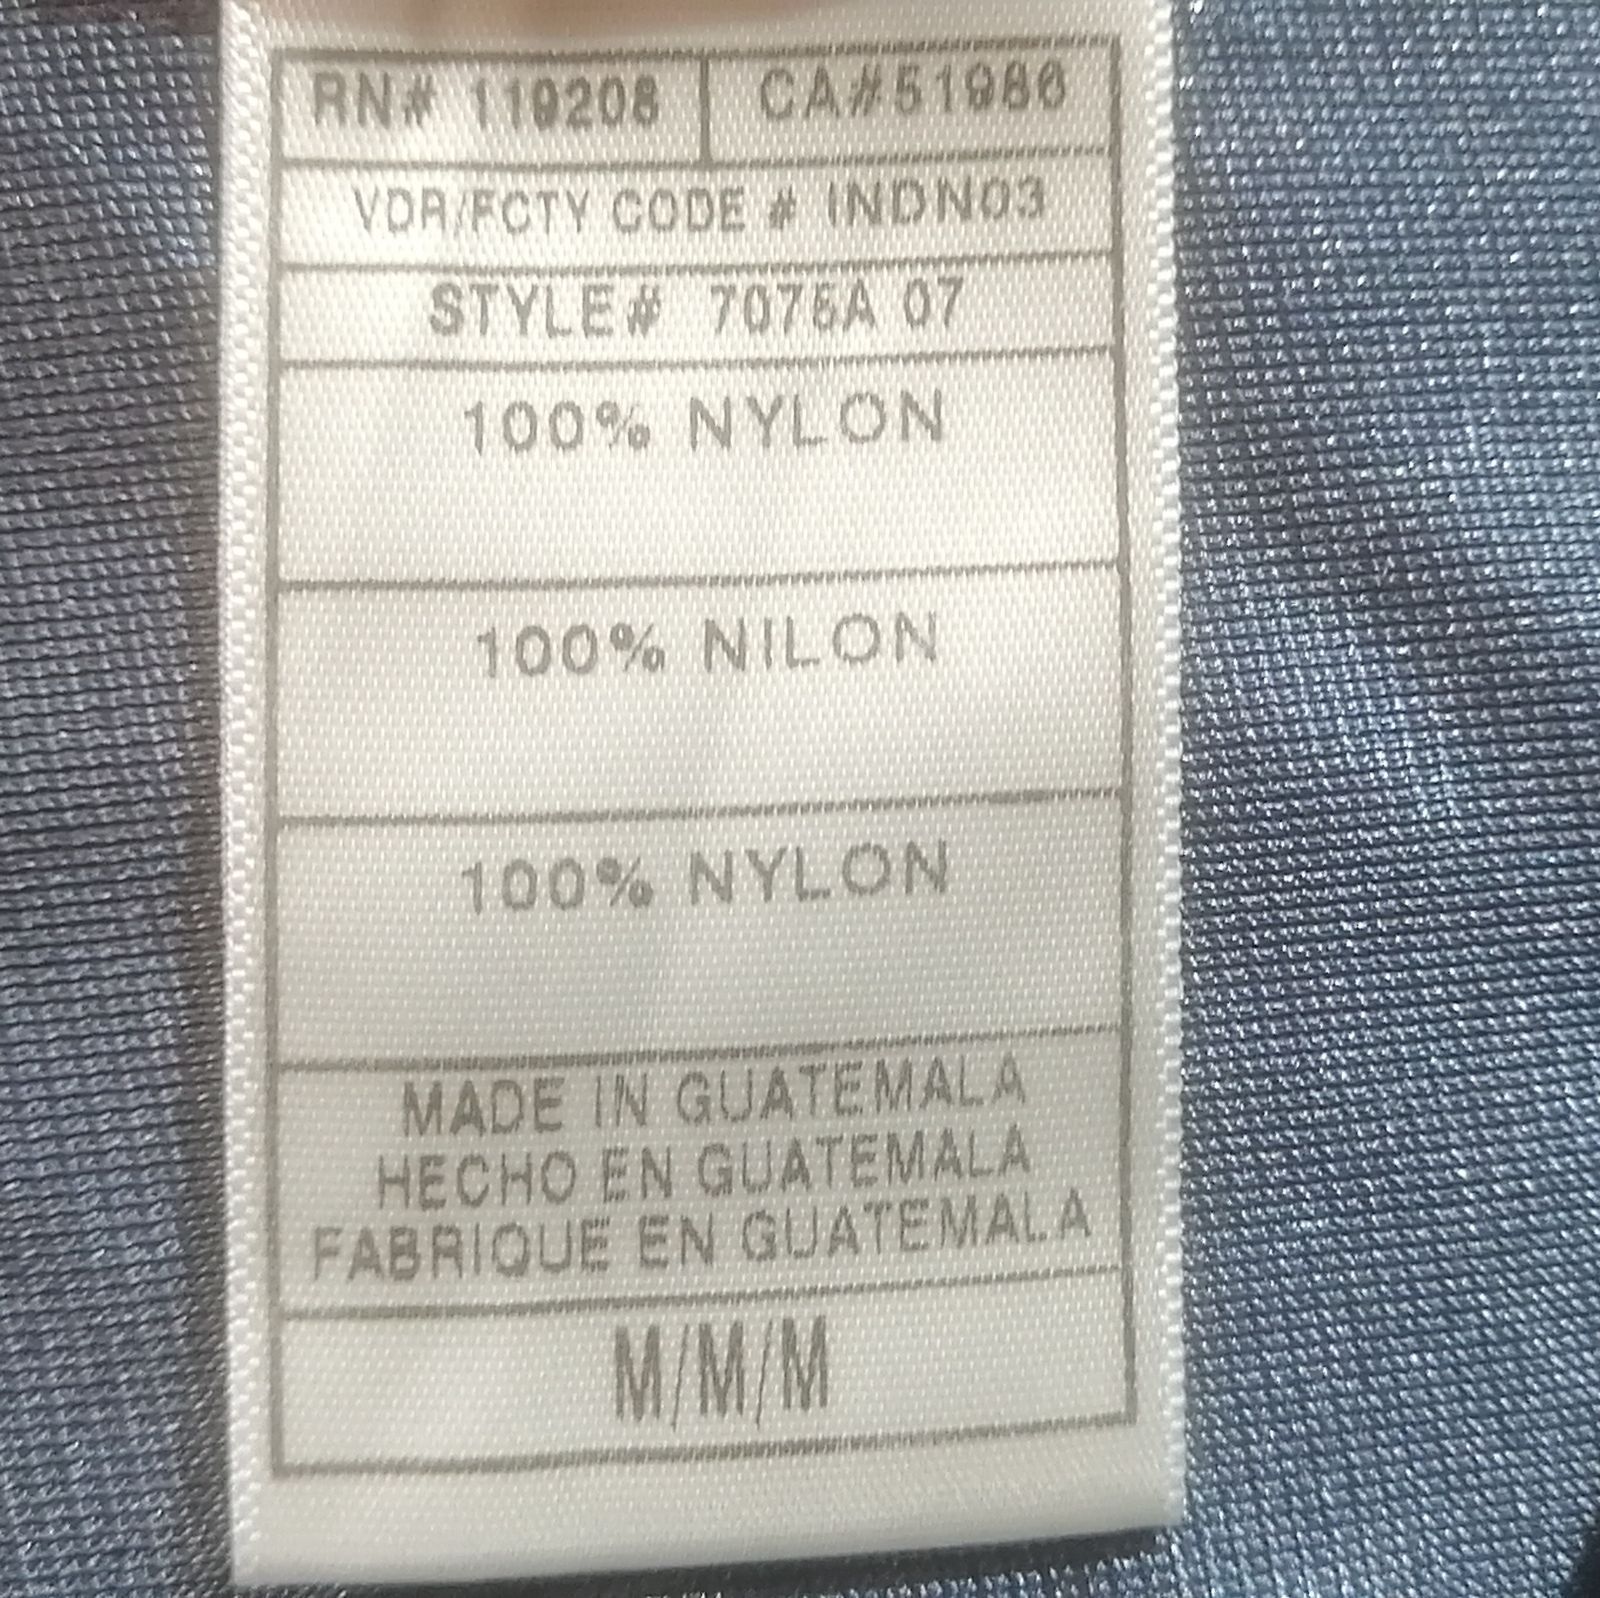 RN# 119208 CA#51986
VDR/FCTY CODE # INDN03
STYLE# 7075A 07
100% NYLON
100% NILON
100% NYLON
MADE IN GUATEMALA
HECHO EN GUATEMALA
FABRIQUE EN GUATEMALA
M/M/M